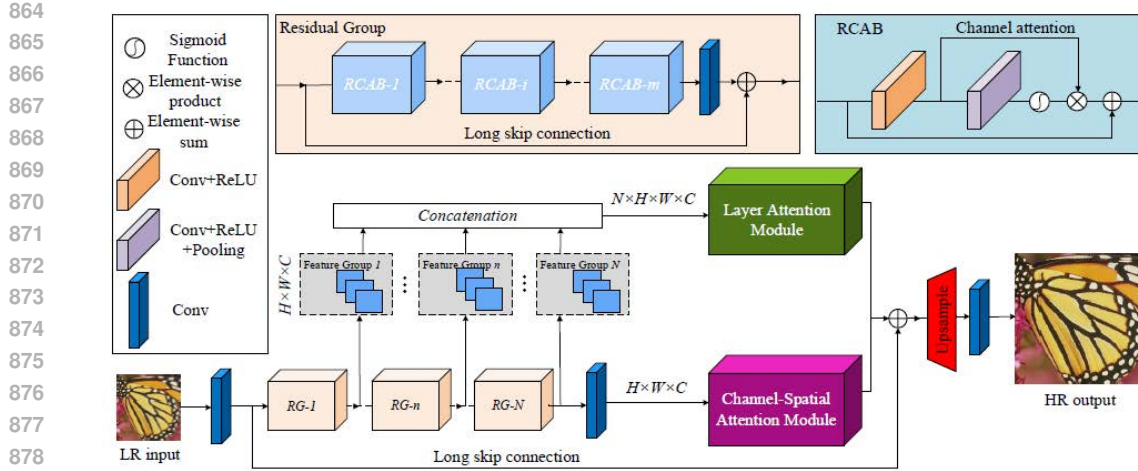 864
865
866
867
868
869
870
871
872
873
874
875
876
877
878
Sigmoid
Function
Element-wise
product
Element-wise
sum
Conv+ReLU
Conv+ReLU
+Pooling
Conv
Residual Group
RCAB-1
RCAB-i
RCAB-m
Long skip connection
RCAB
Channel attention
Concatenation
N×H×W×C
Layer Attention
Module
H×W×C
Feature Group 1
Feature Group n
Feature Group N
RG-1
RG-n
RG-N
H×W×C
Channel-Spatial
Attention Module
Upsample
LR input
Long skip connection
HR output